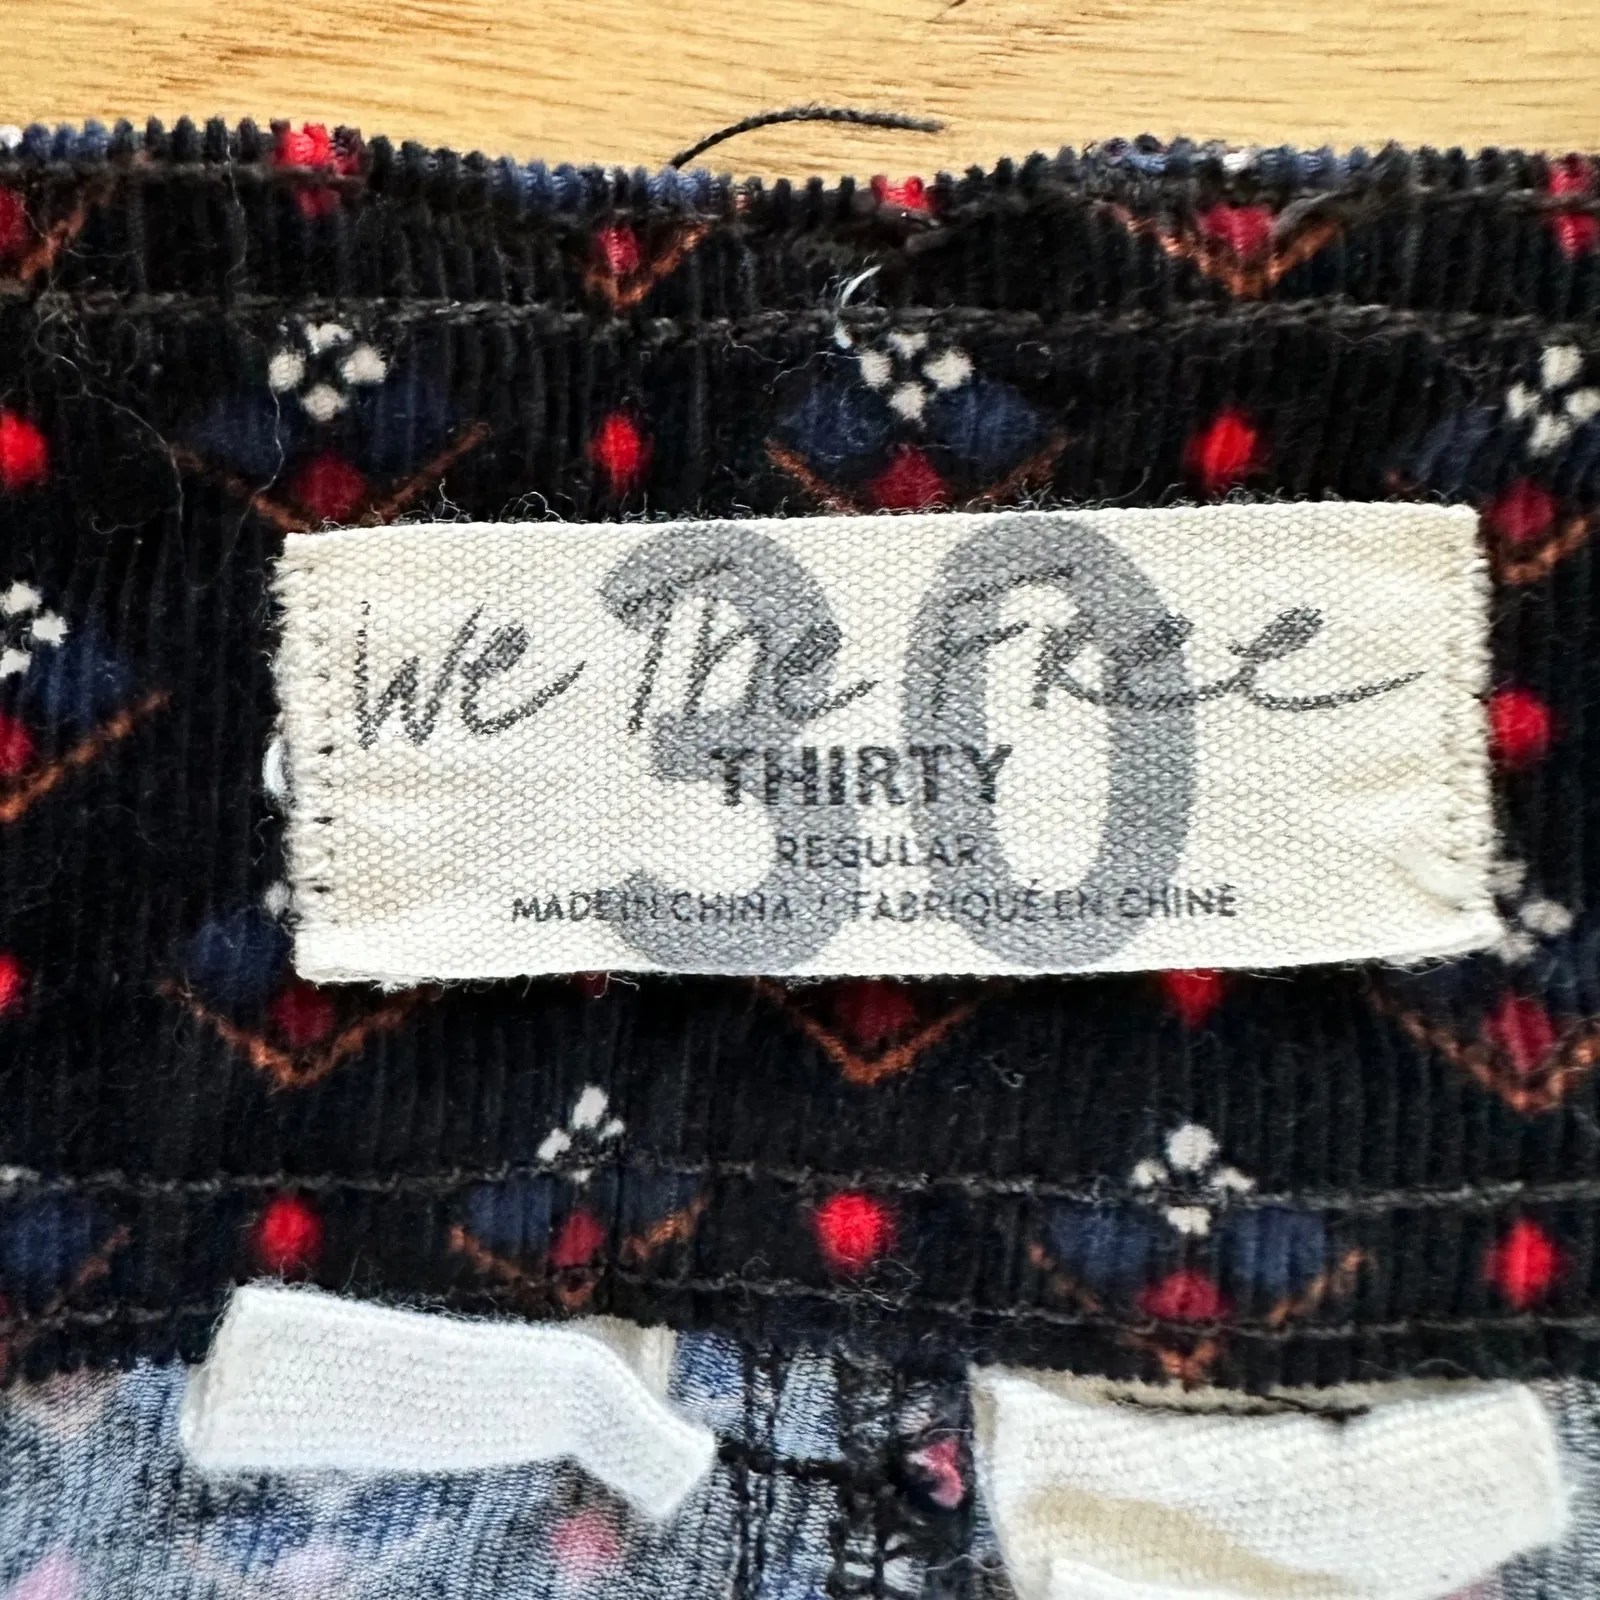 30
We The Free
THIRTY
REGULAR
MADE IN CHINA / FABRIQUÉ EN CHINE